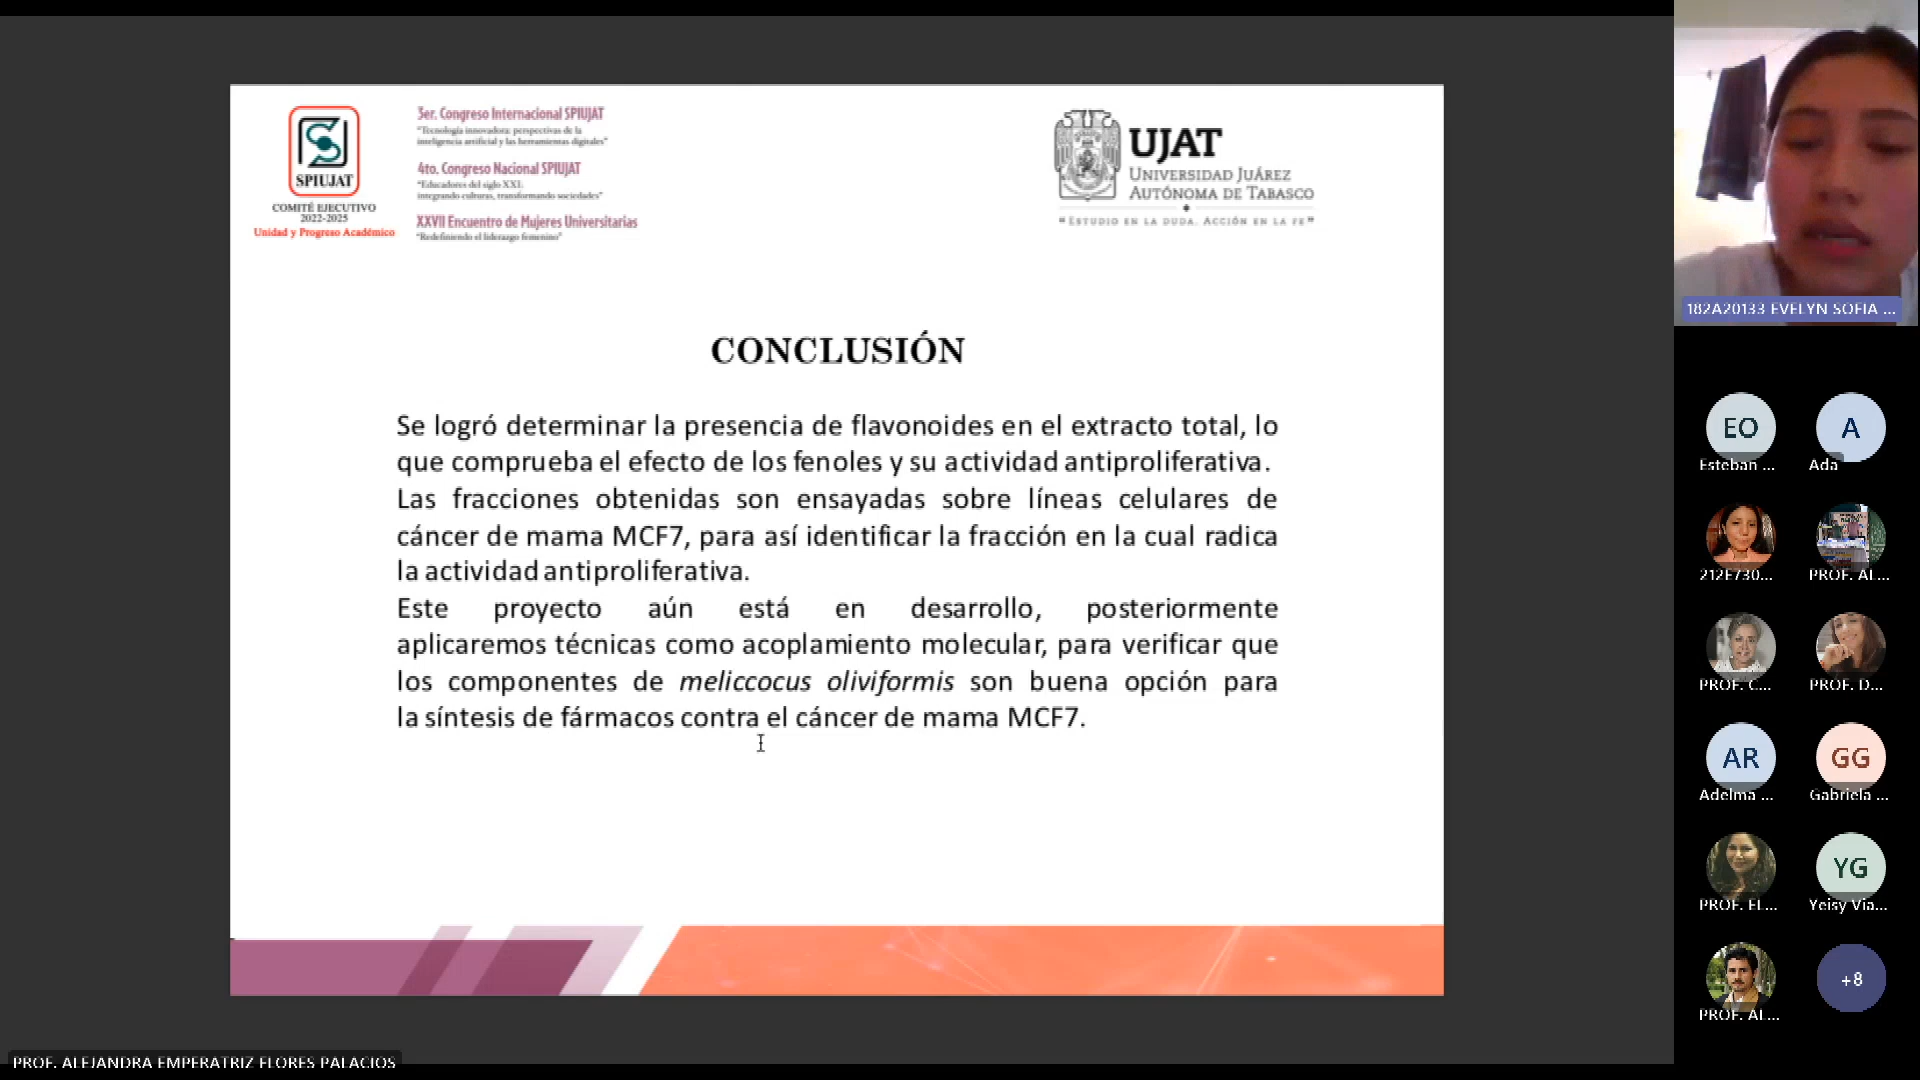 SPIUJAT
COMITÉ EJECUTIVO
2022-2025
Unidad y Progreso Académico
3er. Congreso Internacional SPIUJAT
"Tecnología innovadora: perspectivas de la
inteligencia artificial y las herramientas digitales"
4to. Congreso Nacional SPIUJAT
"Educadores del siglo XXI:
integrando culturas, transformando sociedades"
XXVII Encuentro de Mujeres Universitarias
"Redefiniendo el liderazgo femenino"
UJAT
UNIVERSIDAD JUÁREZ
AUTÓNOMA DE TABASCO
"ESTUDIO EN LA DUDA. ACCIÓN EN LA FE"
CONCLUSIÓN
Se logró determinar la presencia de flavonoides en el extracto total, lo
que comprueba el efecto de los fenoles y su actividad antiproliferativa.
Las fracciones obtenidas son ensayadas sobre líneas celulares de
cáncer de mama MCF7, para así identificar la fracción en la cual radica
la actividad antiproliferativa.
Este proyecto aún está en desarrollo, posteriormente
aplicaremos técnicas como acoplamiento molecular, para verificar que
los componentes de meliccocus oliviformis son buena opción para
la síntesis de fármacos contra el cáncer de mama MCF7.
182A20133 EVELYN SOFIA ...
EO
Esteban ...
A
Ada
212E730...
PROF. AL...
PROF. C...
PROF. D...
AR
Adelma ...
GG
Gabriela ...
PROF. EL...
YG
Yeisy Via...
PROF. AL...
+8
PROF. ALEJANDRA EMPERATRIZ FLORES PALACIOS